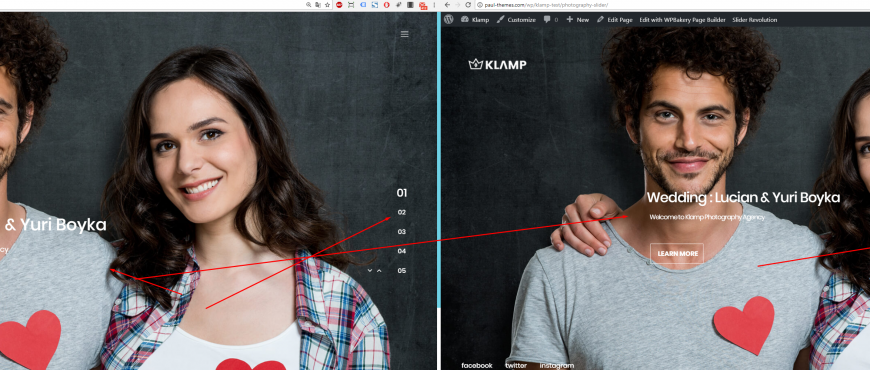 01
02
03
04
05
& Yuri Boyka
cy
paul-themes.com/wp/klamp-test/photography-slider/
Klamp Customize 0 New Edit Page Edit with WPBakery Page Builder Slider Revolution
KLAMP
Wedding : Lucian & Yuri Boyka
Welcome to Klamp Photography Agency
LEARN MORE
facebook twitter instagram